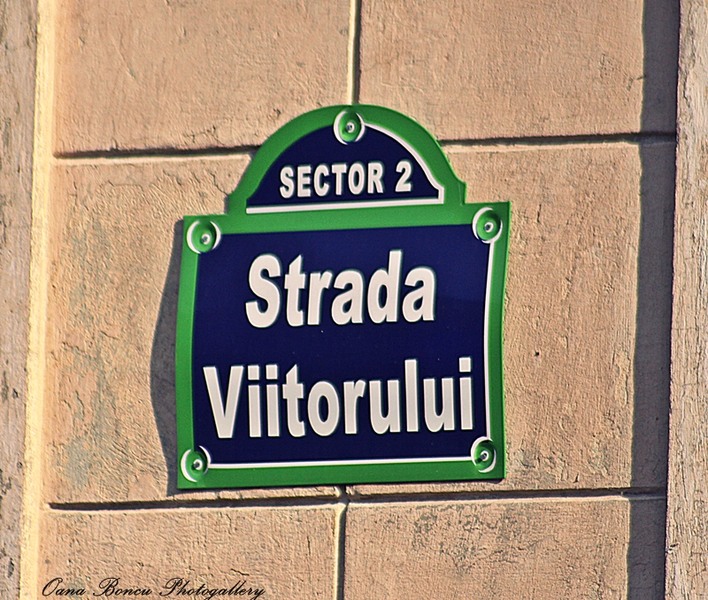 SECTOR 2
Strada
Viitorului
Oana Boncu Photogallery